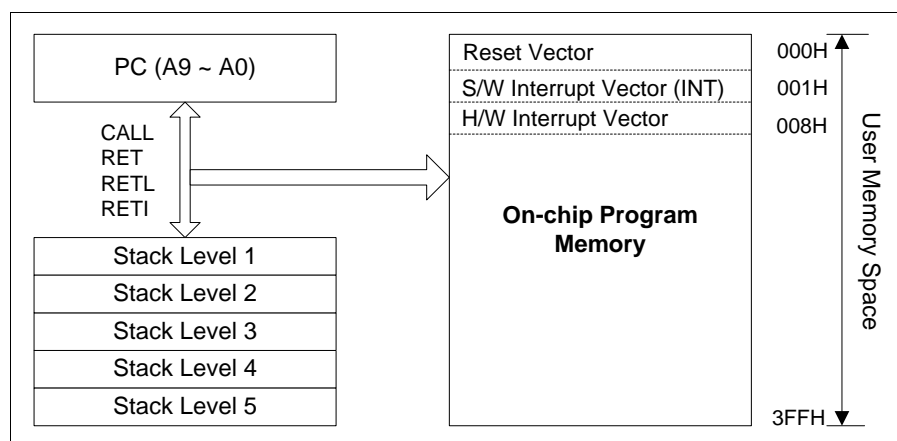 PC (A9 ~ A0)
CALL
RET
RETL
RETI
Stack Level 1
Stack Level 2
Stack Level 3
Stack Level 4
Stack Level 5
Reset Vector
000H
S/W Interrupt Vector (INT)
001H
H/W Interrupt Vector
008H
On-chip Program
Memory
3FFH
User Memory Space